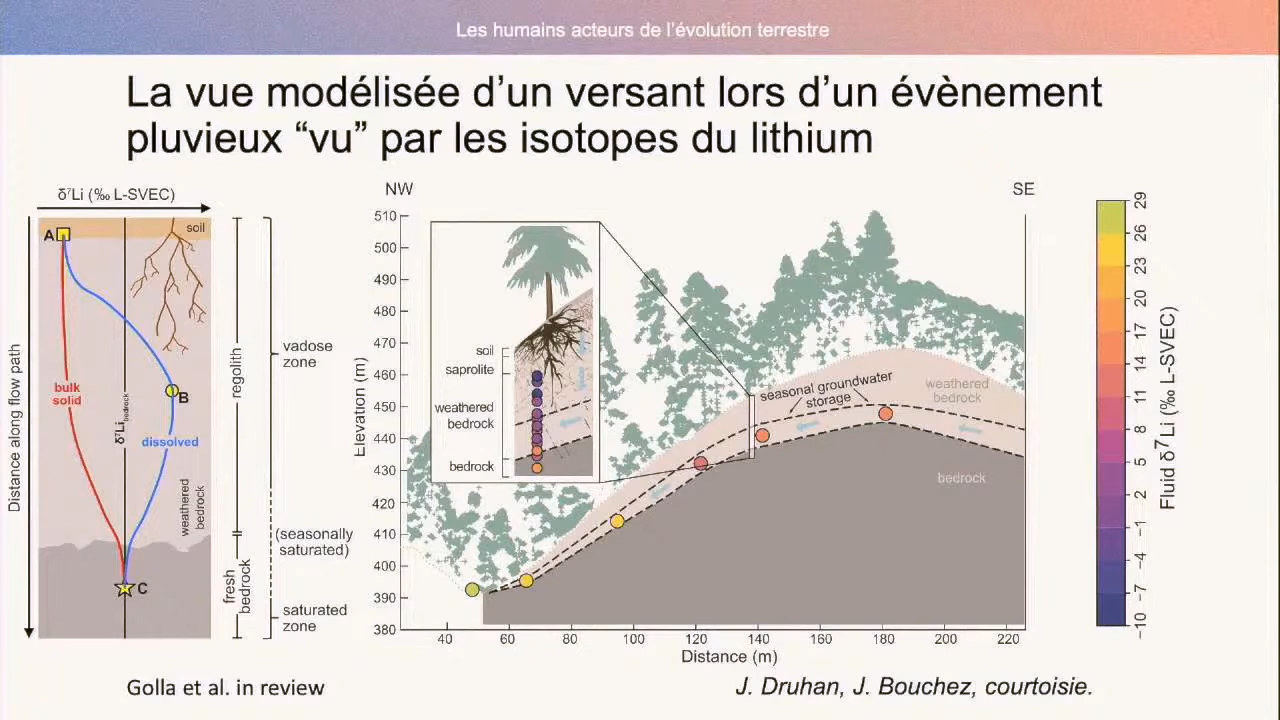 Les humains acteurs de l'évolution terrestre
La vue modélisée d'un versant lors d'un évènement
pluvieux “vu” par les isotopes du lithium
δ⁷Li (‰ L-SVEC)
Distance along flow path
A
soil
bulk
solid
δ⁷Li bedrock
B
dissolved
weathered
bedrock
C
regolith
fresh
bedrock
vadose
zone
(seasonally
saturated)
saturated
zone
NW
SE
Elevation (m)
510
500
490
480
470
460
450
440
430
420
410
400
390
380
soil
saprolite
weathered
bedrock
bedrock
seasonal groundwater
storage
weathered
bedrock
bedrock
40
60
80
100
120
140
160
180
200
220
Distance (m)
29
26
23
20
17
14
11
8
5
2
−1
−4
−7
−10
Fluid δ⁷Li (‰ L-SVEC)
Golla et al. in review
J. Druhan, J. Bouchez, courtoisie.